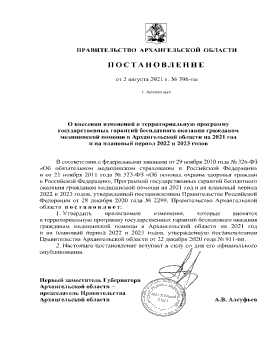 ПРАВИТЕЛЬСТВО АРХАНГЕЛЬСКОЙ ОБЛАСТИ
ПОСТАНОВЛЕНИЕ
от 2 августа 2021 г. № 396-пп
г. Архангельск
О внесении изменений в территориальную программу
государственных гарантий бесплатного оказания гражданам
медицинской помощи в Архангельской области на 2021 год
и на плановый период 2022 и 2023 годов
В соответствии с федеральными законами от 29 ноября 2010 года № 326-ФЗ
«Об обязательном медицинском страховании в Российской Федерации»
и от 21 ноября 2011 года № 323-ФЗ «Об основах охраны здоровья граждан
в Российской Федерации», Программой государственных гарантий бесплатного
оказания гражданам медицинской помощи на 2021 год и на плановый период
2022 и 2023 годов, утвержденной постановлением Правительства Российской
Федерации от 28 декабря 2020 года № 2299, Правительство Архангельской
области постановляет:
1. Утвердить прилагаемые изменения, которые вносятся
в территориальную программу государственных гарантий бесплатного оказания
гражданам медицинской помощи в Архангельской области на 2021 год
и на плановый период 2022 и 2023 годов, утвержденную постановлением
Правительства Архангельской области от 22 декабря 2020 года № 911-пп.
2. Настоящее постановление вступает в силу со дня его официального
опубликования.
Первый заместитель Губернатора
Архангельской области –
председатель Правительства
Архангельской области А.В. Алсуфьев